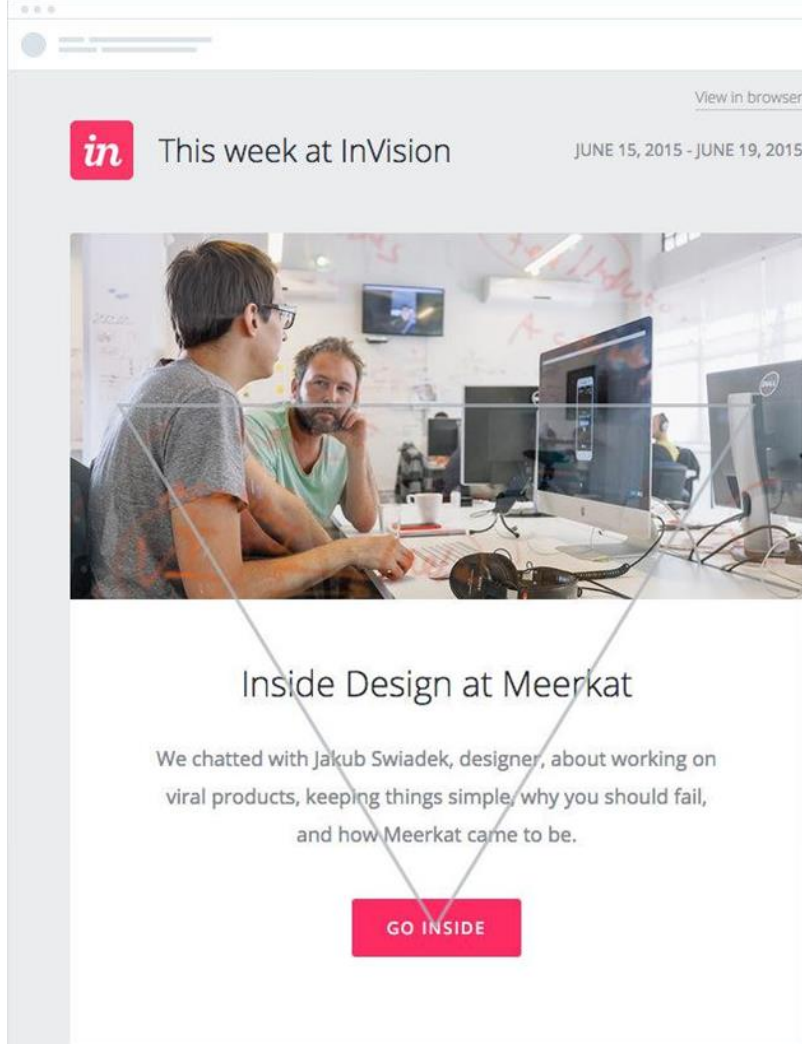 View in browser
in This week at InVision
JUNE 15, 2015 - JUNE 19, 2015
DELL
Inside Design at Meerkat
We chatted with Jakub Swiadek, designer, about working on
viral products, keeping things simple, why you should fail,
and how Meerkat came to be.
GO INSIDE